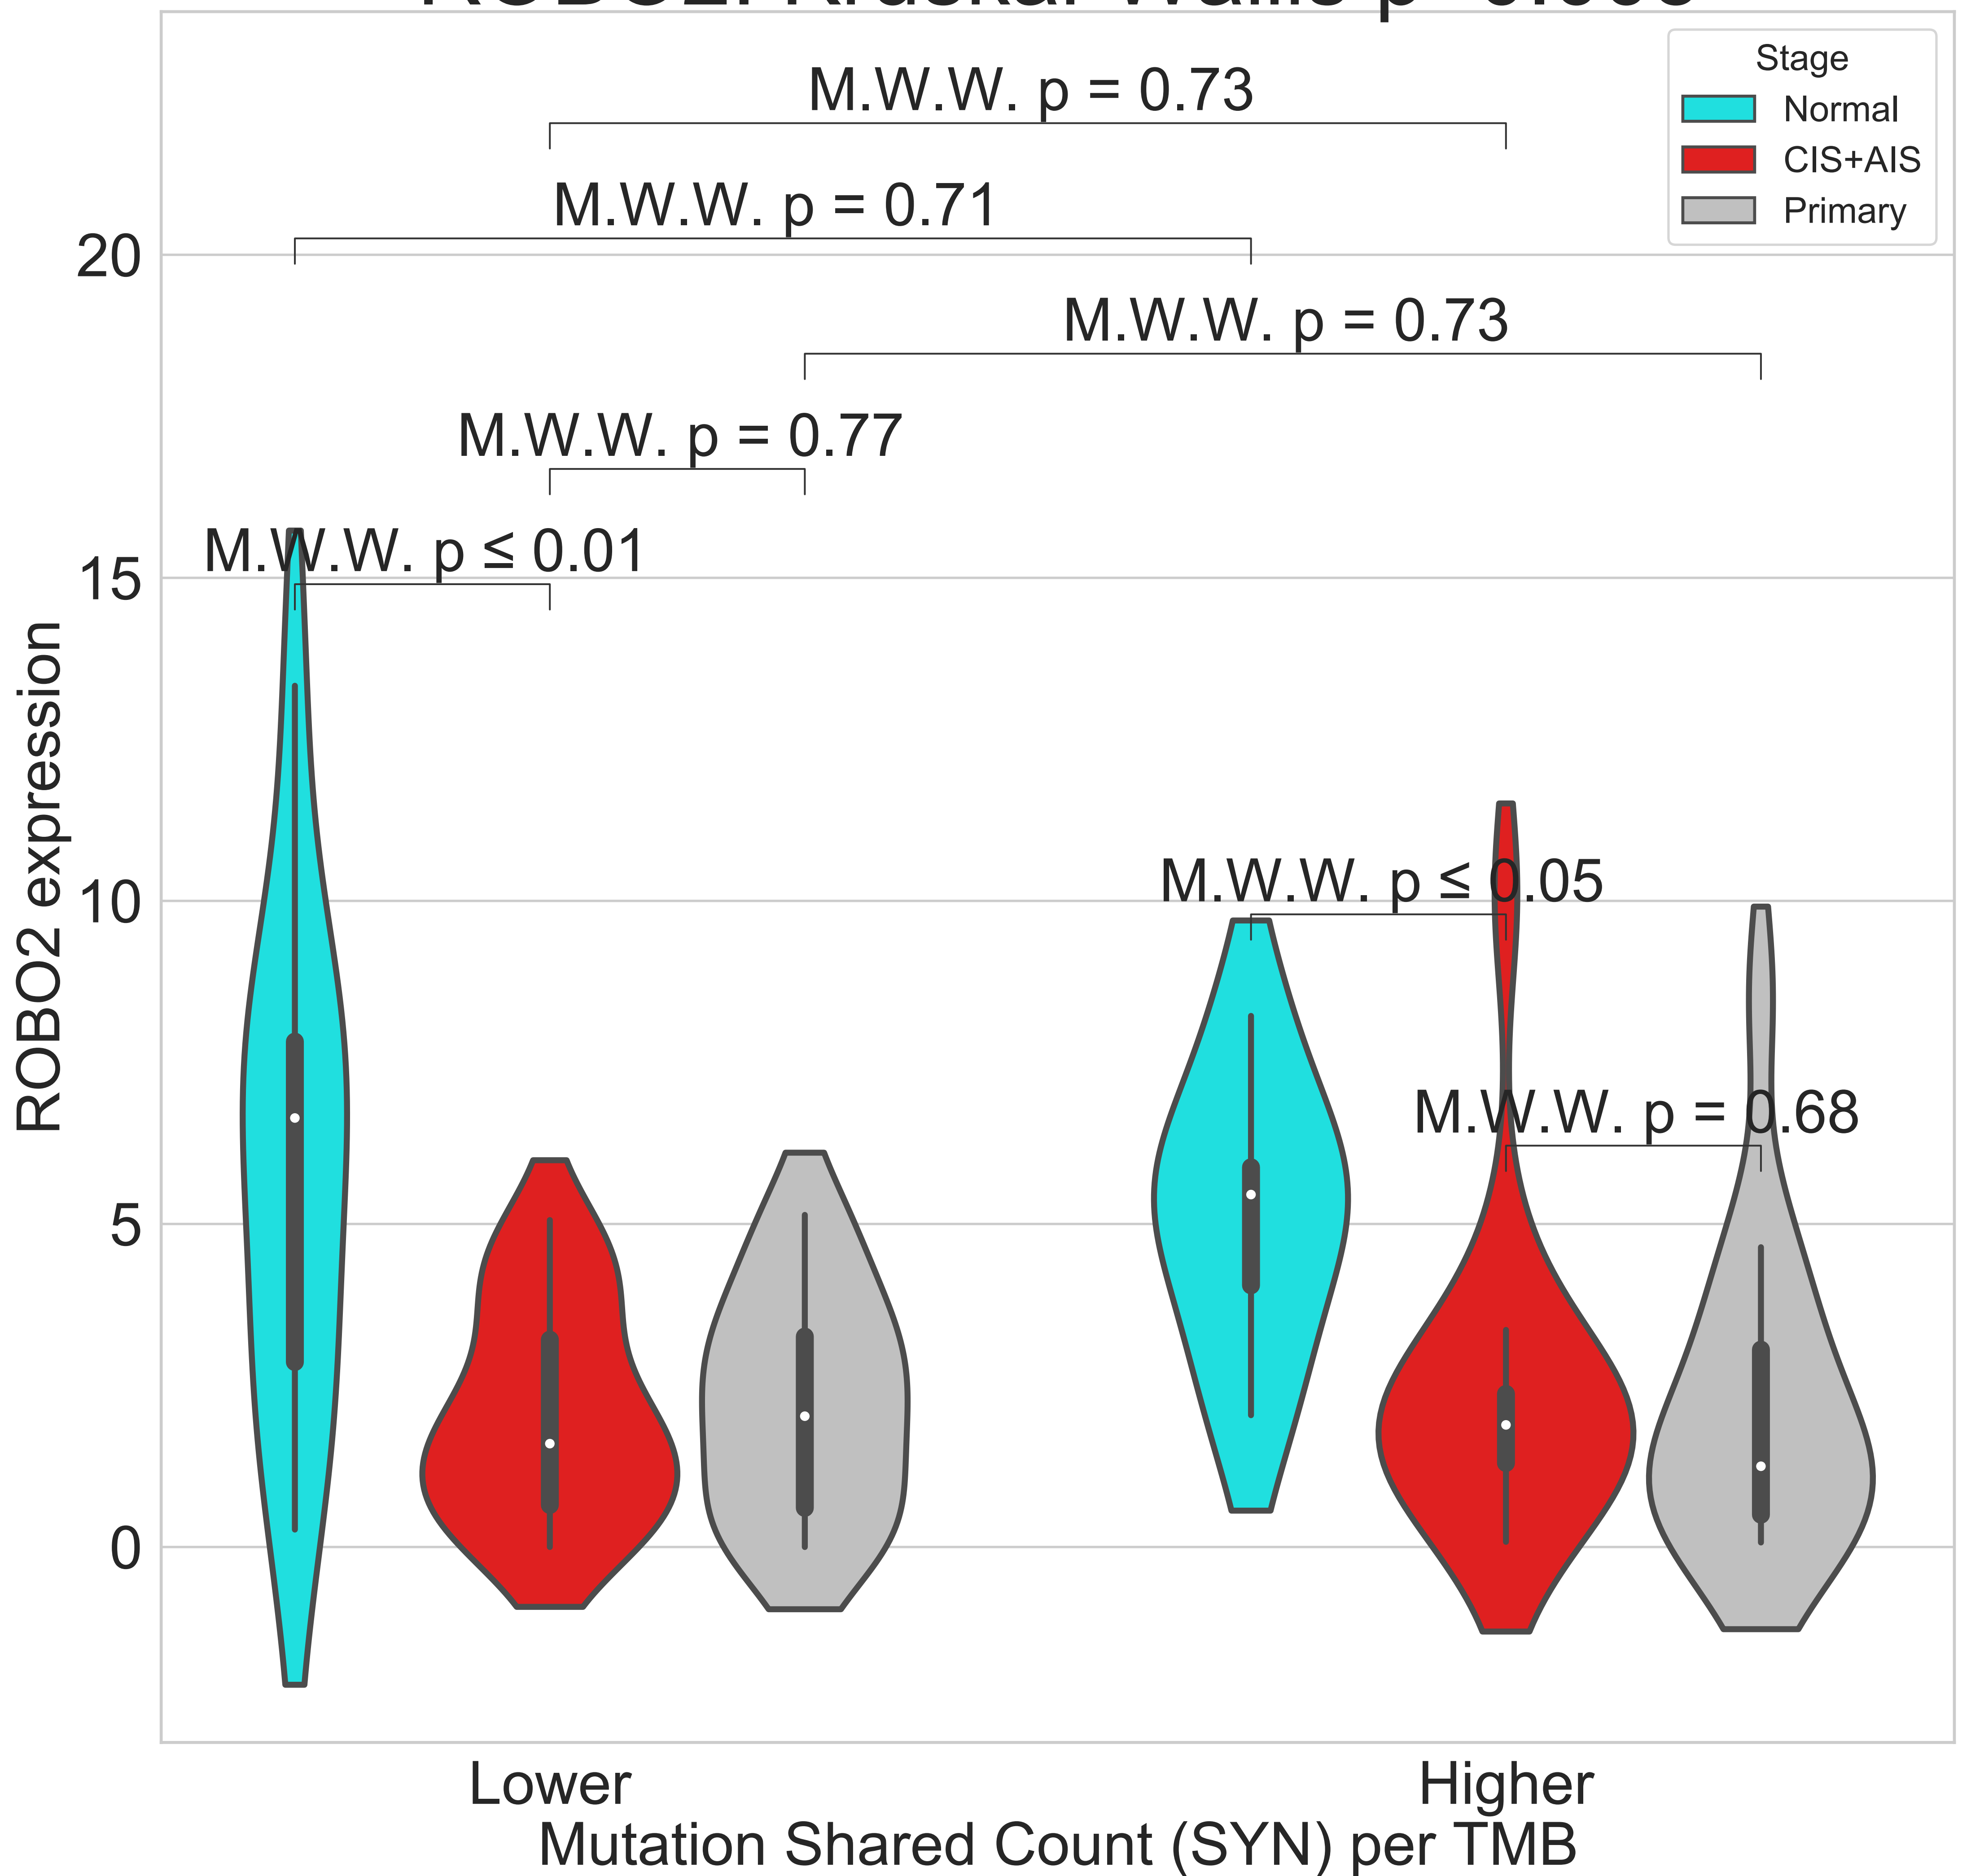 Stage
Normal
CIS+AIS
Primary
M.W.W. p = 0.73
M.W.W. p = 0.71
M.W.W. p = 0.73
M.W.W. p = 0.77
M.W.W. p ≤ 0.01
M.W.W. p ≤ 0.05
M.W.W. p = 0.68
20
15
10
5
0
ROBO2 expression
Lower
Higher
Mutation Shared Count (SYN) per TMB